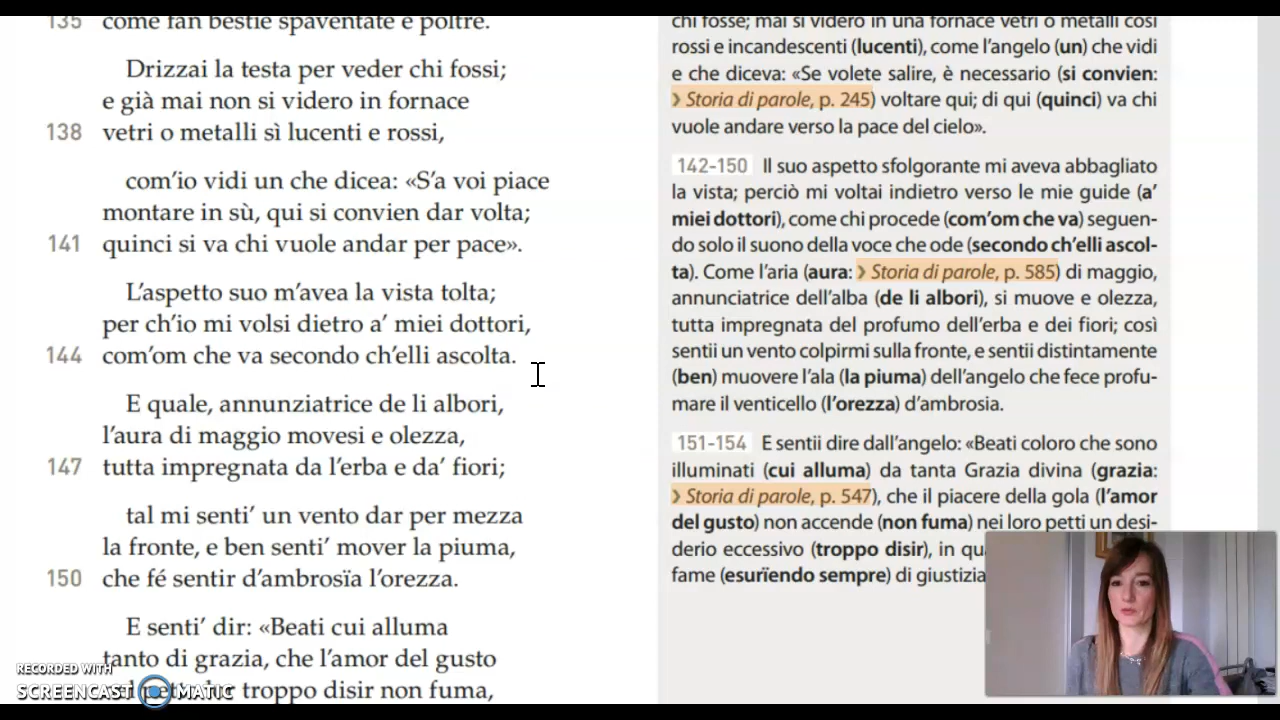 135 come fan bestie spaventate e poltre.
Drizzai la testa per veder chi fossi;
e già mai non si videro in fornace
138 vetri o metalli sì lucenti e rossi,
com'io vidi un che dicea: «S'a voi piace
montare in sù, qui si convien dar volta;
141 quinci si va chi vuole andar per pace».
L'aspetto suo m'avea la vista tolta;
per ch'io mi volsi dietro a' miei dottori,
144 com'om che va secondo ch'elli ascolta.
E quale, annunziatrice de li albori,
l'aura di maggio movesi e olezza,
147 tutta impregnata da l'erba e da' fiori;
tal mi senti' un vento dar per mezza
la fronte, e ben senti' mover la piuma,
150 che fé sentir d'ambrosïa l'orezza.
E senti' dir: «Beati cui alluma
tanto di grazia, che l'amor del gusto
troppo disir non fuma,
chi fosse; mai si videro in una fornace vetri o metalli così
rossi e incandescenti (lucenti), come l'angelo (un) che vidi
e che diceva: «Se volete salire, è necessario (si convien:
❯ Storia di parole, p. 245) voltare qui; di qui (quinci) va chi
vuole andare verso la pace del cielo».
142-150 Il suo aspetto sfolgorante mi aveva abbagliato
la vista; perciò mi voltai indietro verso le mie guide (a'
miei dottori), come chi procede (com'om che va) seguen-
do solo il suono della voce che ode (secondo ch'elli ascol-
ta). Come l'aria (aura: ❯ Storia di parole, p. 585) di maggio,
annunciatrice dell'alba (de li albori), si muove e olezza,
tutta impregnata del profumo dell'erba e dei fiori; così
sentii un vento colpirmi sulla fronte, e sentii distintamente
(ben) muovere l'ala (la piuma) dell'angelo che fece profu-
mare il venticello (l'orezza) d'ambrosia.
151-154 E sentii dire dall'angelo: «Beati coloro che sono
illuminati (cui alluma) da tanta Grazia divina (grazia:
❯ Storia di parole, p. 547), che il piacere della gola (l'amor
del gusto) non accende (non fuma) nei loro petti un desi-
derio eccessivo (troppo disir), in
fame (esurïendo sempre) di giustizia
RECORDED WITH
SCREENCAST MATIC